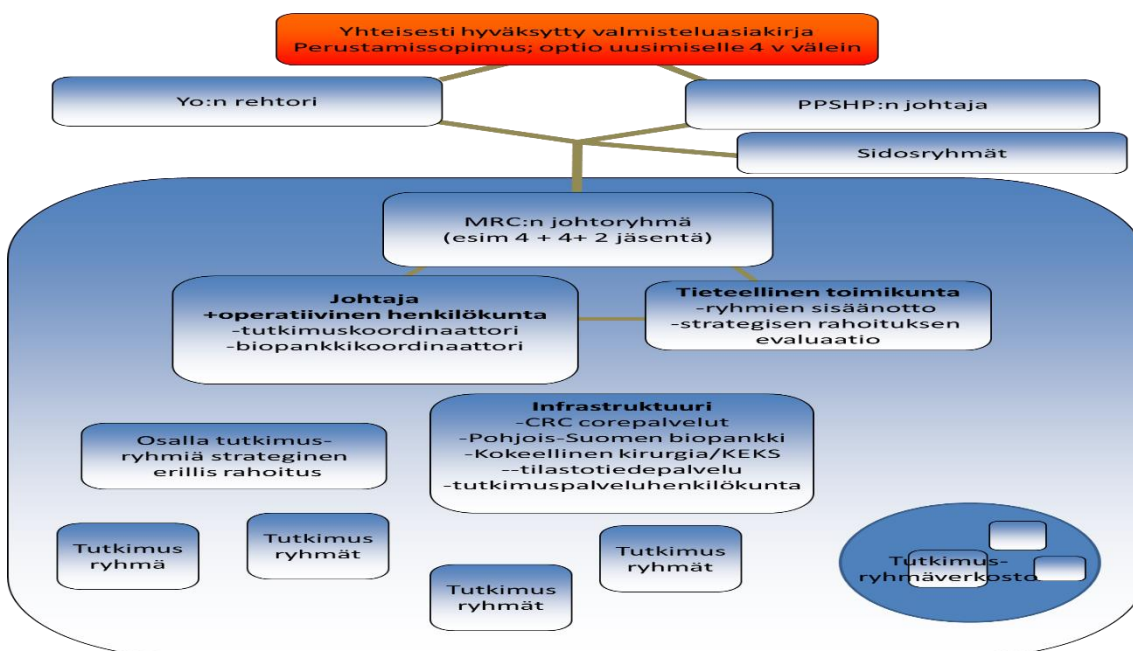 Yhteisesti hyväksytty valmisteluasiakirja
Perustamissopimus; optio uusimiselle 4 v välein
Yo:n rehtori
PPSHP:n johtaja
Sidosryhmät
MRC:n johtoryhmä
(esim 4 + 4+ 2 jäsentä)
Johtaja
+operatiivinen henkilökunta
-tutkimuskoordinaattori
-biopankkikoordinaattori
Tieteellinen toimikunta
-ryhmien sisäänotto
-strategisen rahoituksen
evaluaatio
Infrastruktuuri
-CRC corepalvelut
-Pohjois-Suomen biopankki
-Kokeellinen kirurgia/KEKS
--tilastotiedepalvelu
-tutkimuspalveluhenkilökunta
Osalla tutkimus-
ryhmiä strateginen
erillis rahoitus
Tutkimus
ryhmä
Tutkimus
ryhmät
Tutkimus
ryhmät
Tutkimus
ryhmät
Tutkimus-
ryhmäverkosto